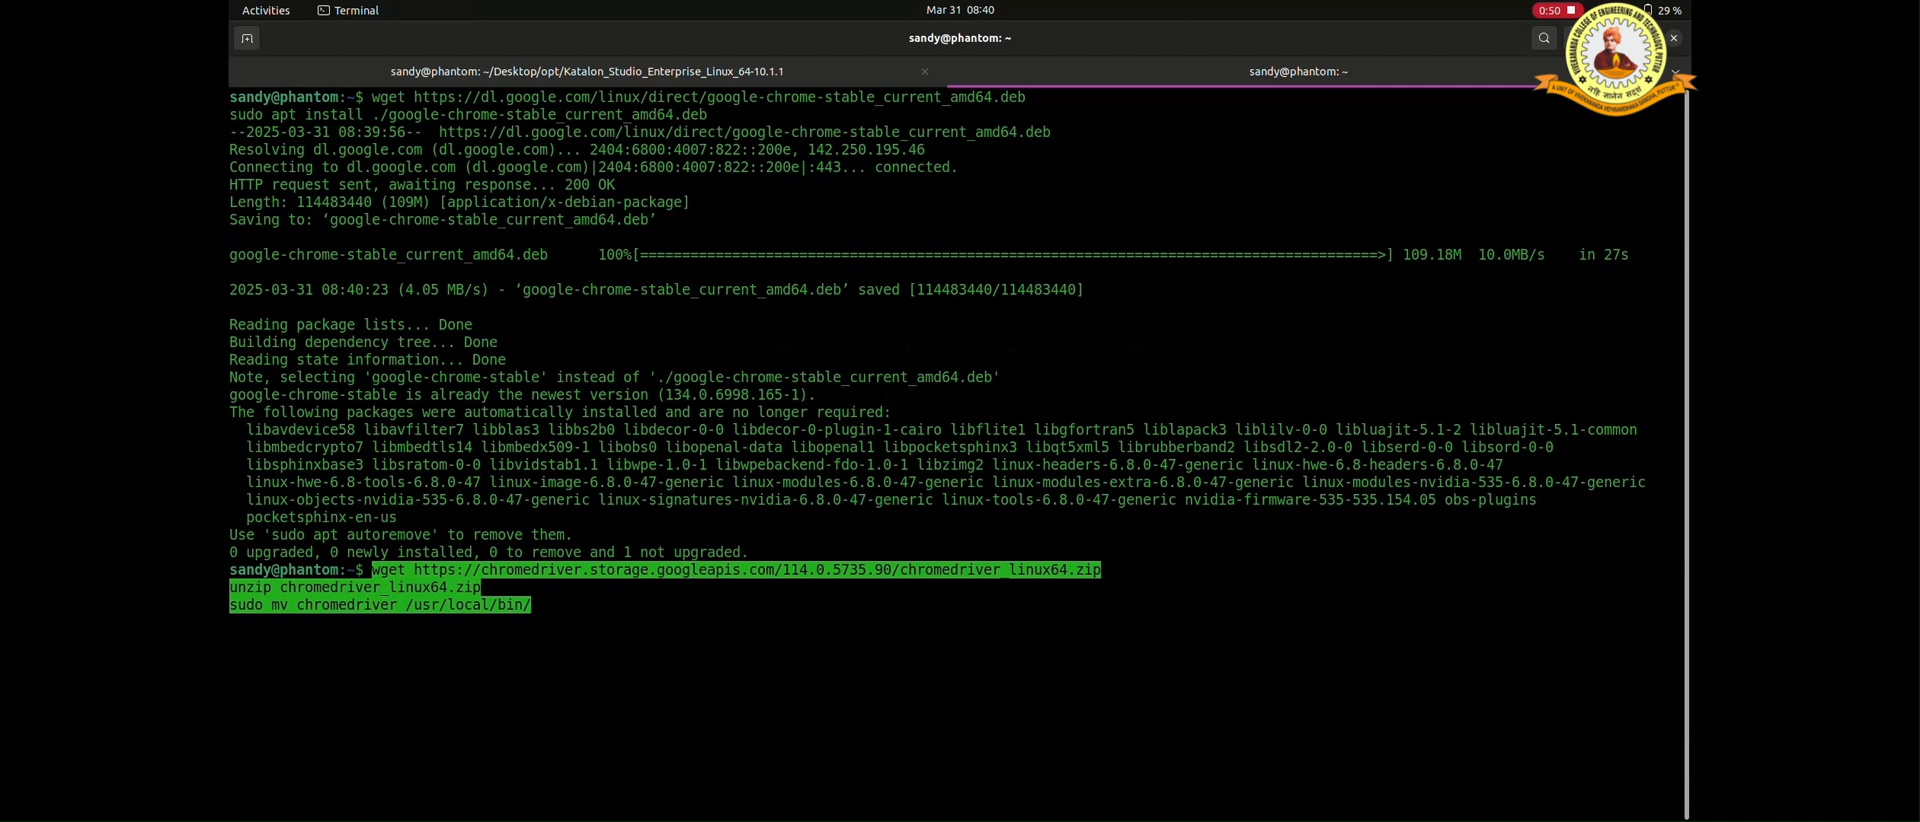 Activities
Terminal
Mar 31 08:40
0:50
29 %
sandy@phantom: ~
sandy@phantom: ~/Desktop/opt/Katalon_Studio_Enterprise_Linux_64-10.1.1
sandy@phantom: ~
VIVEKANANDA COLLEGE OF ENGINEERING AND TECHNOLOGY, PUTTUR
sandy@phantom:~$ wget https://dl.google.com/linux/direct/google-chrome-stable_current_amd64.deb
sudo apt install ./google-chrome-stable_current_amd64.deb
--2025-03-31 08:39:56--  https://dl.google.com/linux/direct/google-chrome-stable_current_amd64.deb
Resolving dl.google.com (dl.google.com)... 2404:6800:4007:822::200e, 142.250.195.46
Connecting to dl.google.com (dl.google.com)|2404:6800:4007:822::200e|:443... connected.
HTTP request sent, awaiting response... 200 OK
Length: 114483440 (109M) [application/x-debian-package]
Saving to: ‘google-chrome-stable_current_amd64.deb’
google-chrome-stable_current_amd64.deb      100%[========================================================================================>] 109.18M  10.0MB/s    in 27s
2025-03-31 08:40:23 (4.05 MB/s) - ‘google-chrome-stable_current_amd64.deb’ saved [114483440/114483440]
Reading package lists... Done
Building dependency tree... Done
Reading state information... Done
Note, selecting 'google-chrome-stable' instead of './google-chrome-stable_current_amd64.deb'
google-chrome-stable is already the newest version (134.0.6998.165-1).
The following packages were automatically installed and are no longer required:
libavdevice58 libavfilter7 libblas3 libbs2b0 libdecor-0-0 libdecor-0-plugin-1-cairo libflite1 libgfortran5 liblapack3 liblilv-0-0 libluajit-5.1-2 libluajit-5.1-common
libmbedcrypto7 libmbedtls14 libmbedx509-1 libobs0 libopenal-data libopenal1 libpocketsphinx3 libqt5xml5 librubberband2 libsdl2-2.0-0 libserd-0-0 libsord-0-0
libsphinxbase3 libsratom-0-0 libvidstab1.1 libwpe-1.0-1 libwpebackend-fdo-1.0-1 libzimg2 linux-headers-6.8.0-47-generic linux-hwe-6.8-headers-6.8.0-47
linux-hwe-6.8-tools-6.8.0-47 linux-image-6.8.0-47-generic linux-modules-6.8.0-47-generic linux-modules-extra-6.8.0-47-generic linux-modules-nvidia-535-6.8.0-47-generic
linux-objects-nvidia-535-6.8.0-47-generic linux-signatures-nvidia-6.8.0-47-generic linux-tools-6.8.0-47-generic nvidia-firmware-535-535.154.05 obs-plugins
pocketsphinx-en-us
Use 'sudo apt autoremove' to remove them.
0 upgraded, 0 newly installed, 0 to remove and 1 not upgraded.
sandy@phantom:~$ wget https://chromedriver.storage.googleapis.com/114.0.5735.90/chromedriver_linux64.zip
unzip chromedriver_linux64.zip
sudo mv chromedriver /usr/local/bin/